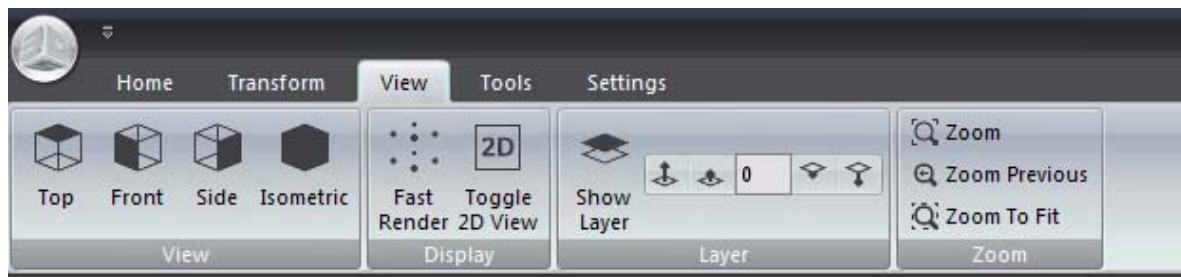 Home Transform View Tools Settings
Top Front Side Isometric
Fast Render
2D
Toggle 2D View
Show Layer
0
Zoom
Zoom Previous
Zoom To Fit
View Display Layer Zoom